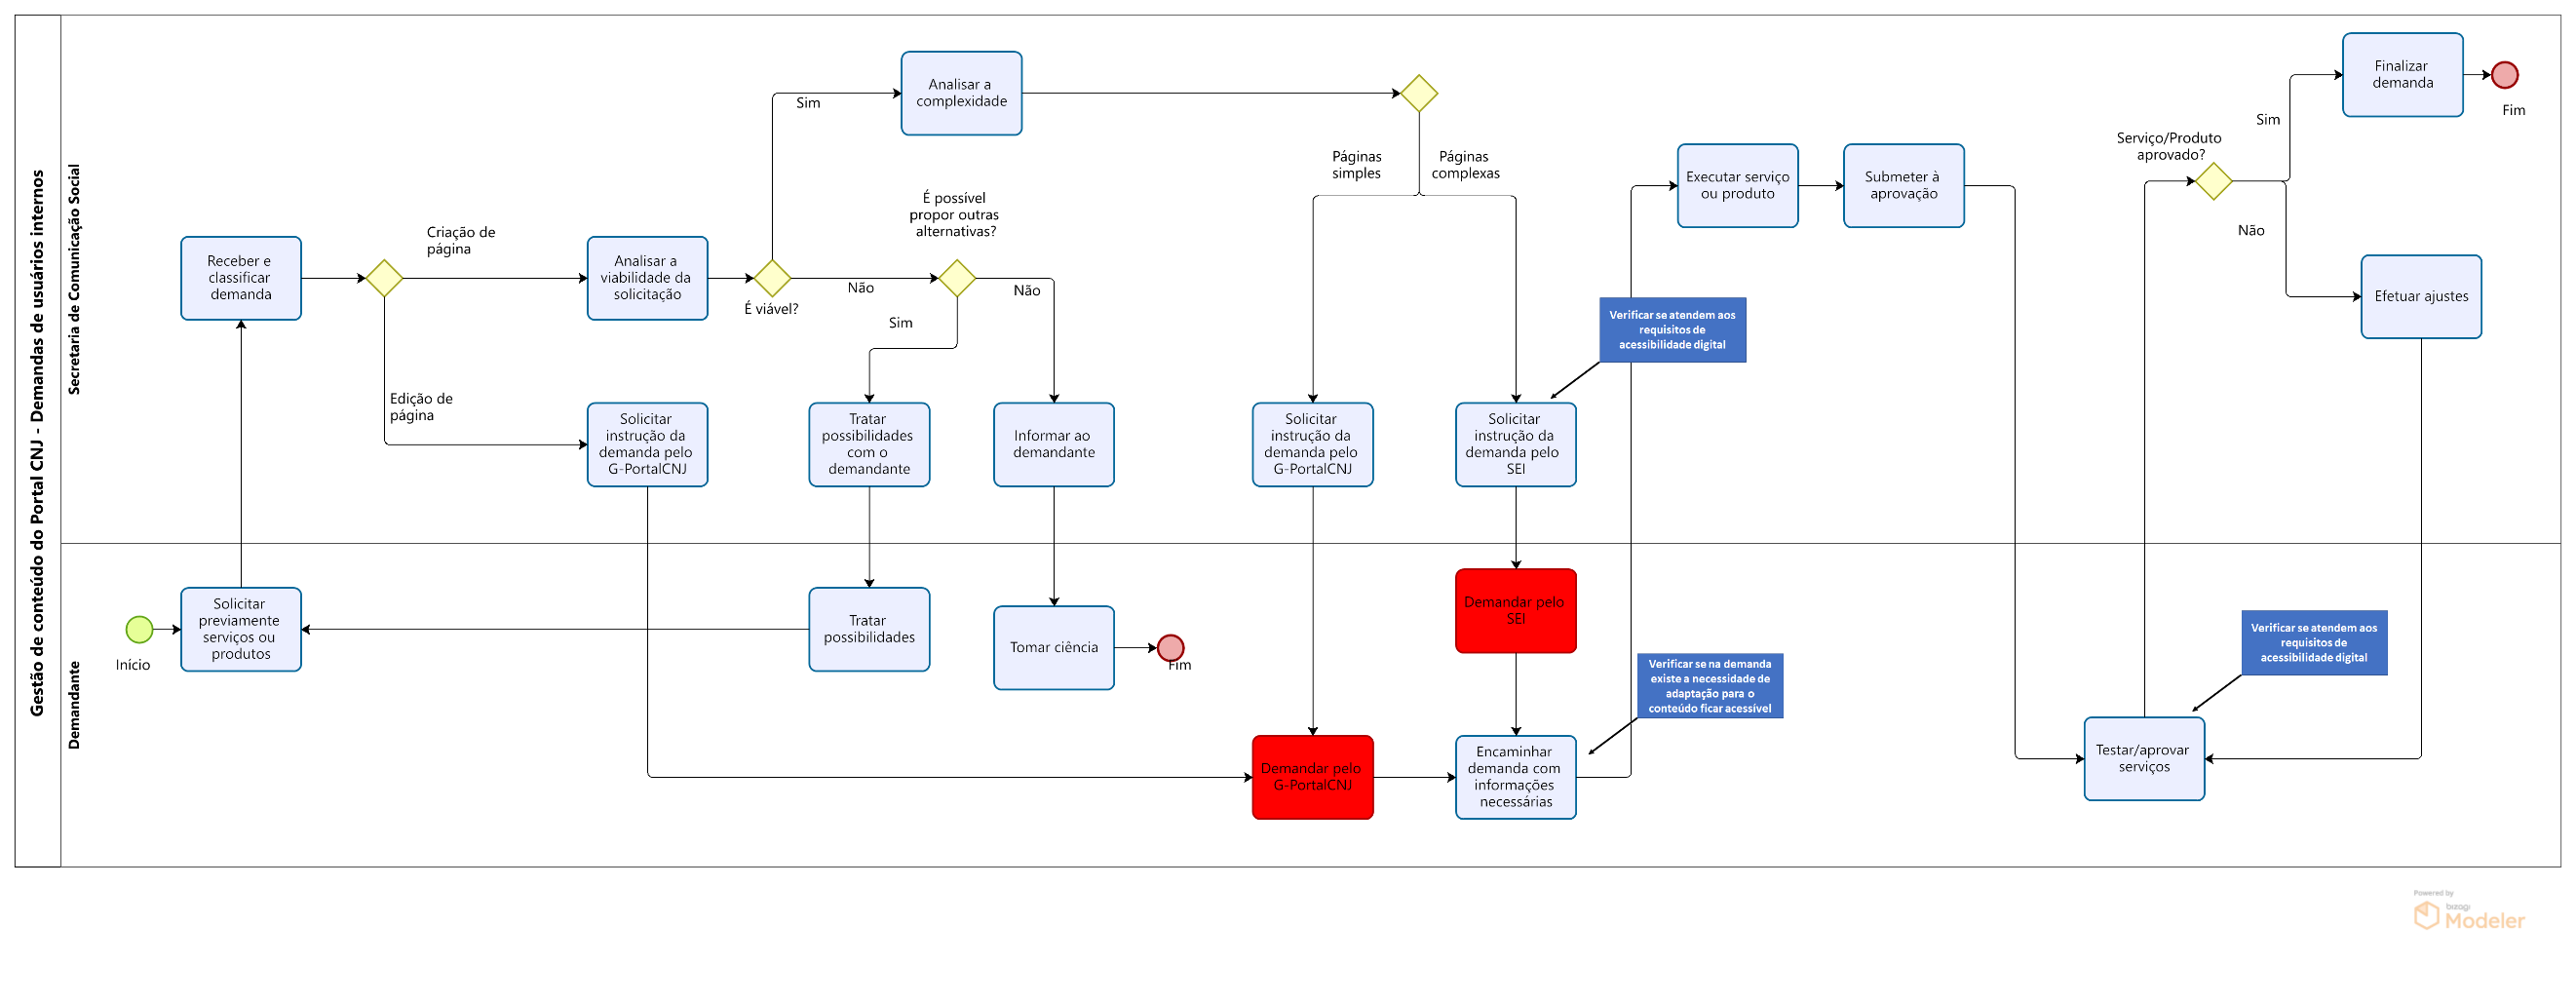 Gestão de conteúdo do Portal CNJ - Demandas de usuários internos
Secretaria de Comunicação Social
Demandante
Início
Solicitar
previamente
serviços ou
produtos
Receber e
classificar
demanda
Criação de
página
Edição de
página
Analisar a
viabilidade da
solicitação
Solicitar
instrução da
demanda pelo
G-PortalCNJ
É viável?
Sim
Não
Analisar a
complexidade
É possível
propor outras
alternativas?
Sim
Não
Tratar
possibilidades
com o
demandante
Informar ao
demandante
Tratar
possibilidades
Tomar ciência
Fim
Páginas
simples
Páginas
complexas
Solicitar
instrução da
demanda pelo
G-PortalCNJ
Solicitar
instrução da
demanda pelo
SEI
Verificar se atendem aos
requisitos de
acessibilidade digital
Demandar pelo
SEI
Demandar pelo
G-PortalCNJ
Encaminhar
demanda com
informações
necessárias
Verificar se na demanda
existe a necessidade de
adaptação para o
conteúdo ficar acessível
Executar serviço
ou produto
Submeter à
aprovação
Testar/aprovar
serviços
Verificar se atendem aos
requisitos de
acessibilidade digital
Serviço/Produto
aprovado?
Sim
Não
Finalizar
demanda
Fim
Efetuar ajustes
Powered by
bizagi
Modeler